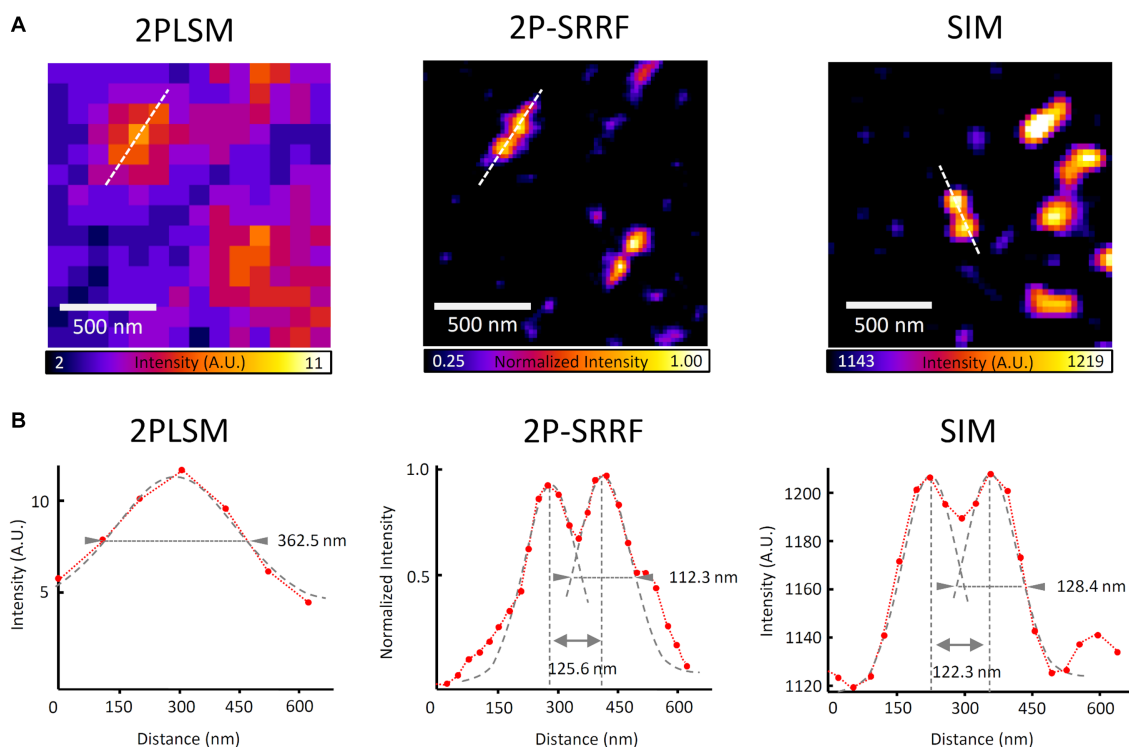 A
2PLSM
2P-SRRF
SIM
500 nm
500 nm
500 nm
2 Intensity (A.U.) 11
0.25 Normalized Intensity 1.00
1143 Intensity (A.U.) 1219
B
2PLSM
2P-SRRF
SIM
Intensity (A.U.)
10
5
362.5 nm
0 150 300 450 600
Distance (nm)
Normalized Intensity
1.0
0.5
0.0
112.3 nm
125.6 nm
0 150 300 450 600
Distance (nm)
Intensity (A.U.)
1200
1180
1160
1140
1120
128.4 nm
122.3 nm
0 150 300 450 600
Distance (nm)